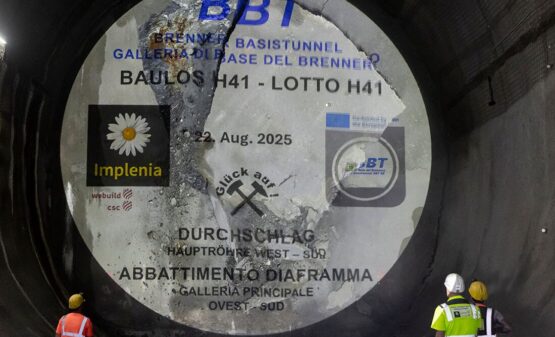 BBT
BRENNER BASISTUNNEL
GALLERIA DI BASE DEL BRENNERO
BAULOS H41 - LOTTO H41
22. Aug. 2025
Implenia
webuild
csc
BBT
Glück auf!
DURCHSCHLAG
HAUPTRÖHRE WEST - SÜD
ABBATTIMENTO DIAFRAMMA
GALLERIA PRINCIPALE
OVEST - SUD